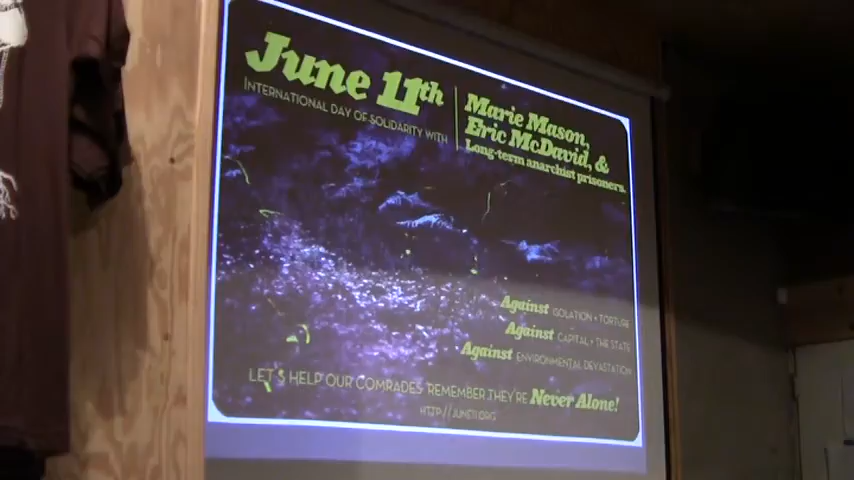 June 11th
INTERNATIONAL DAY OF SOLIDARITY WITH
Marie Mason,
Eric McDavid, &
Long-term anarchist prisoners.
Against ISOLATION + TORTURE
Against CAPITAL + THE STATE
Against ENVIRONMENTAL DEVASTATION
LET'S HELP OUR COMRADES REMEMBER THEY'RE Never Alone!
HTTP://JUNE11.ORG